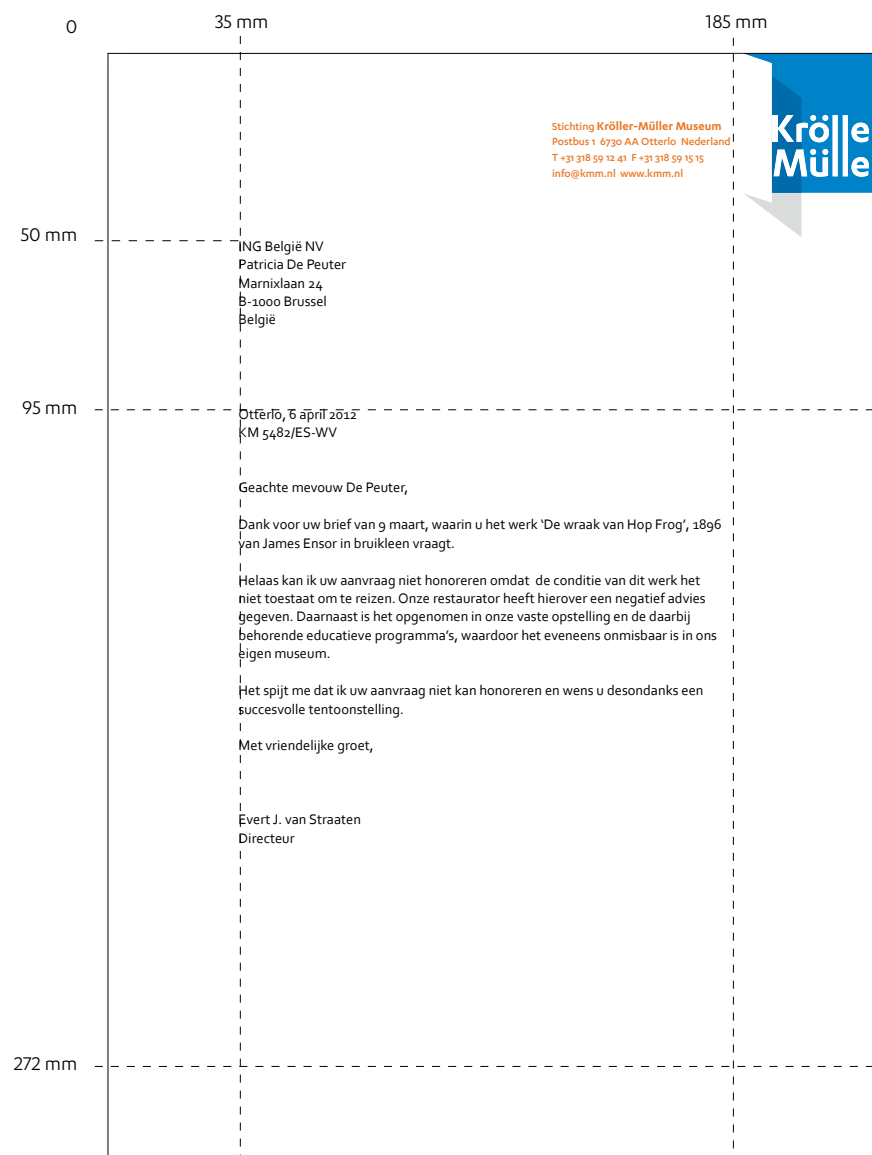 0
35 mm
185 mm
Stichting Kröller-Müller Museum
Postbus 1 6730 AA Otterlo Nederland
T +31 318 59 12 41 F +31 318 59 15 15
info@kmm.nl www.kmm.nl
Krölle
Mülle
50 mm
ING België NV
Patricia De Peuter
Marnixlaan 24
B-1000 Brussel
België
95 mm
Otterlo, 6 april 2012
KM 5482/ES-WV
Geachte mevouw De Peuter,
Dank voor uw brief van 9 maart, waarin u het werk ‘De wraak van Hop Frog’, 1896
van James Ensor in bruikleen vraagt.
Helaas kan ik uw aanvraag niet honoreren omdat de conditie van dit werk het
niet toestaat om te reizen. Onze restaurator heeft hierover een negatief advies
gegeven. Daarnaast is het opgenomen in onze vaste opstelling en de daarbij
behorende educatieve programma’s, waardoor het eveneens onmisbaar is in ons
eigen museum.
Het spijt me dat ik uw aanvraag niet kan honoreren en wens u desondanks een
succesvolle tentoonstelling.
Met vriendelijke groet,
Evert J. van Straaten
Directeur
272 mm